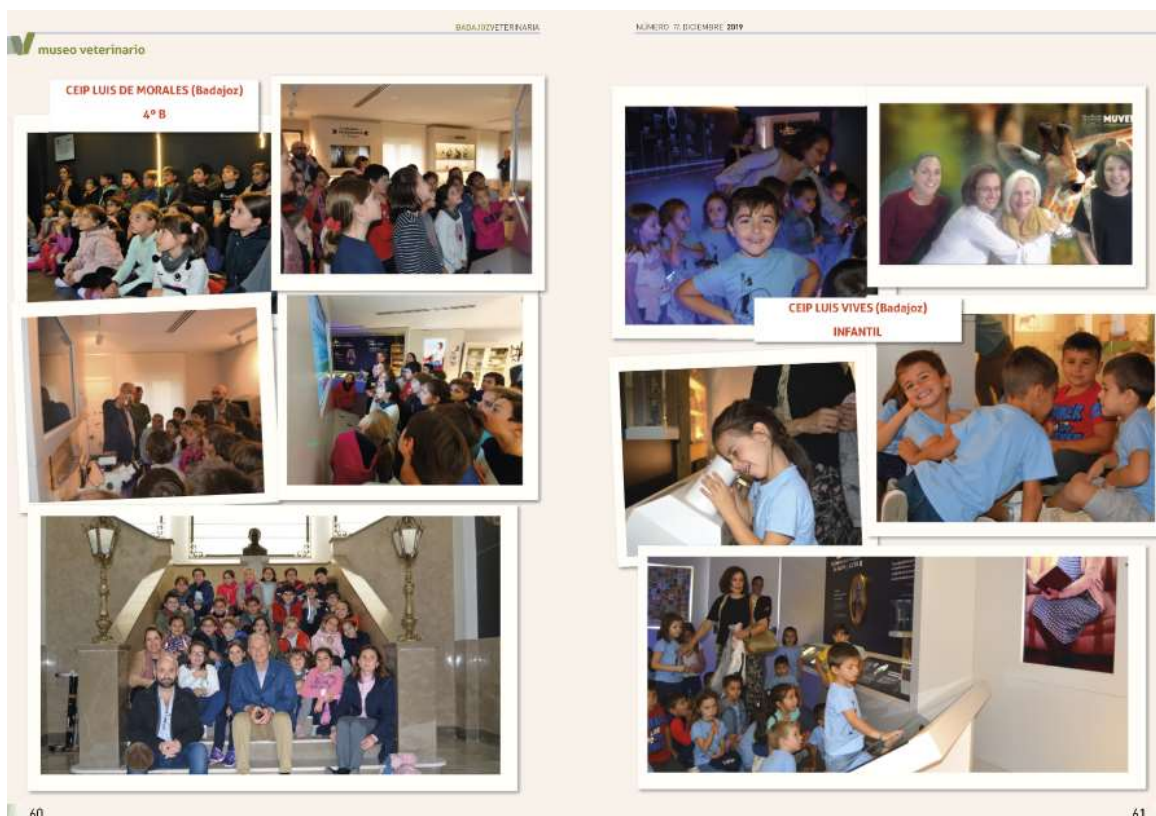 BADAJOZVETERINARIA
museo veterinario
CEIP LUIS DE MORALES (Badajoz)
4º B
60
NÚMERO 17. DICIEMBRE 2019
MUVET
CEIP LUIS VIVES (Badajoz)
INFANTIL
61